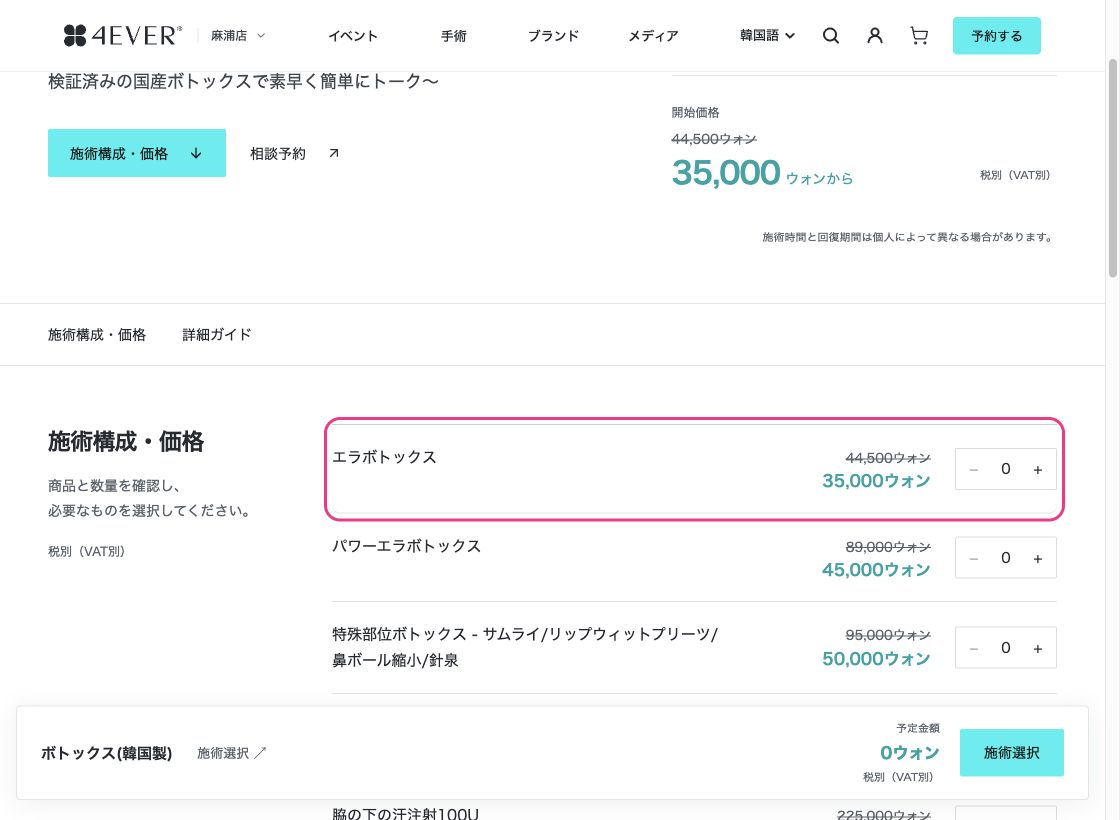 4EVER®
麻浦店
イベント
手術
ブランド
メディア
韓国語
予約する
検証済みの国産ボトックスで素早く簡単にトーク〜
施術構成・価格 ↓
相談予約 ↗
開始価格
44,500ウォン
35,000 ウォンから
税別（VAT別）
施術時間と回復期間は個人によって異なる場合があります。
施術構成・価格
詳細ガイド
施術構成・価格
商品と数量を確認し、
必要なものを選択してください。
税別（VAT別）
エラボトックス
44,500ウォン
35,000ウォン
− 0 +
パワーエラボトックス
89,000ウォン
45,000ウォン
− 0 +
特殊部位ボトックス - サムライ/リップウィットプリーツ/
鼻ボール縮小/針泉
95,000ウォン
50,000ウォン
− 0 +
ボトックス(韓国製)
施術選択 ↗
予定金額
0ウォン
税別（VAT別）
施術選択
脇の下の汗注射100U
225,000ウォン